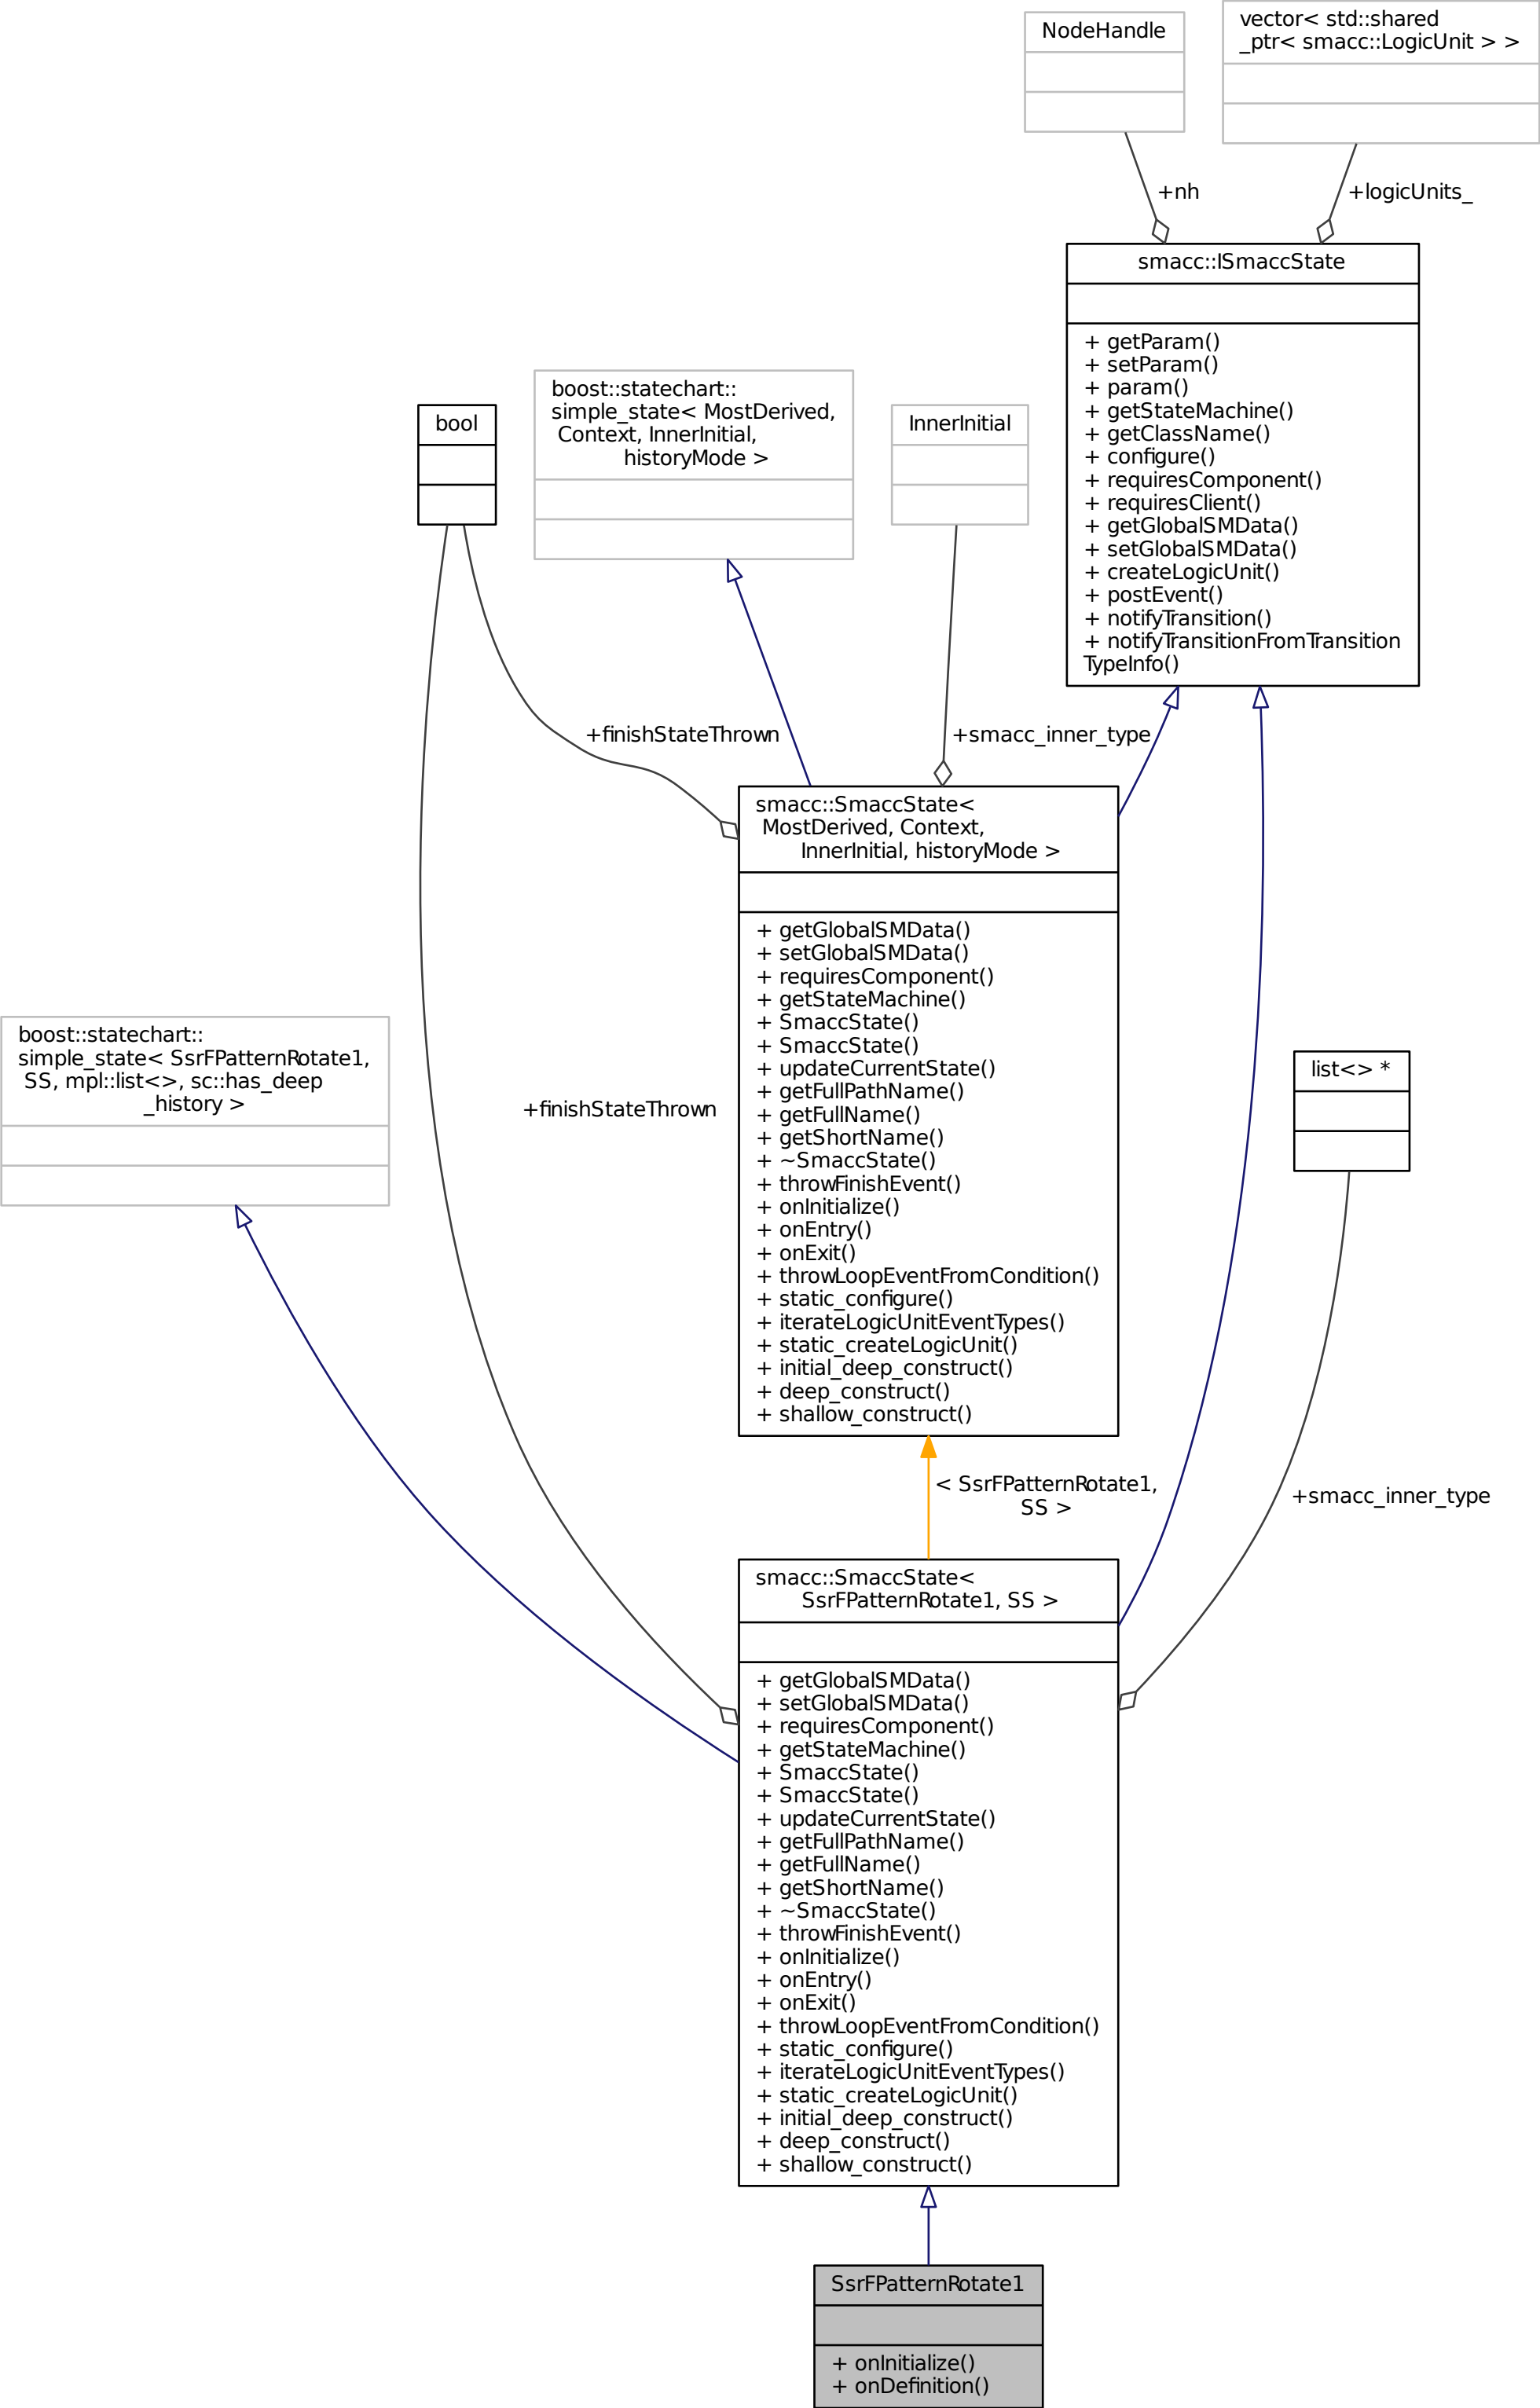 NodeHandle
vector< std::shared
_ptr< smacc::LogicUnit > >
+nh
+logicUnits_
smacc::ISmaccState
+ getParam()
+ setParam()
+ param()
+ getStateMachine()
+ getClassName()
+ configure()
+ requiresComponent()
+ requiresClient()
+ getGlobalSMData()
+ setGlobalSMData()
+ createLogicUnit()
+ postEvent()
+ notifyTransition()
+ notifyTransitionFromTransition
TypeInfo()
bool
boost::statechart::
simple_state< MostDerived,
Context, InnerInitial,
historyMode >
InnerInitial
+finishStateThrown
+smacc_inner_type
smacc::SmaccState<
MostDerived, Context,
InnerInitial, historyMode >
+ getGlobalSMData()
+ setGlobalSMData()
+ requiresComponent()
+ getStateMachine()
+ SmaccState()
+ SmaccState()
+ updateCurrentState()
+ getFullPathName()
+ getFullName()
+ getShortName()
+ ~SmaccState()
+ throwFinishEvent()
+ onInitialize()
+ onEntry()
+ onExit()
+ throwLoopEventFromCondition()
+ static_configure()
+ iterateLogicUnitEventTypes()
+ static_createLogicUnit()
+ initial_deep_construct()
+ deep_construct()
+ shallow_construct()
boost::statechart::
simple_state< SsrFPatternRotate1,
SS, mpl::list<>, sc::has_deep
_history >
+finishStateThrown
list<> *
< SsrFPatternRotate1,
SS >
+smacc_inner_type
smacc::SmaccState<
SsrFPatternRotate1, SS >
+ getGlobalSMData()
+ setGlobalSMData()
+ requiresComponent()
+ getStateMachine()
+ SmaccState()
+ SmaccState()
+ updateCurrentState()
+ getFullPathName()
+ getFullName()
+ getShortName()
+ ~SmaccState()
+ throwFinishEvent()
+ onInitialize()
+ onEntry()
+ onExit()
+ throwLoopEventFromCondition()
+ static_configure()
+ iterateLogicUnitEventTypes()
+ static_createLogicUnit()
+ initial_deep_construct()
+ deep_construct()
+ shallow_construct()
SsrFPatternRotate1
+ onInitialize()
+ onDefinition()